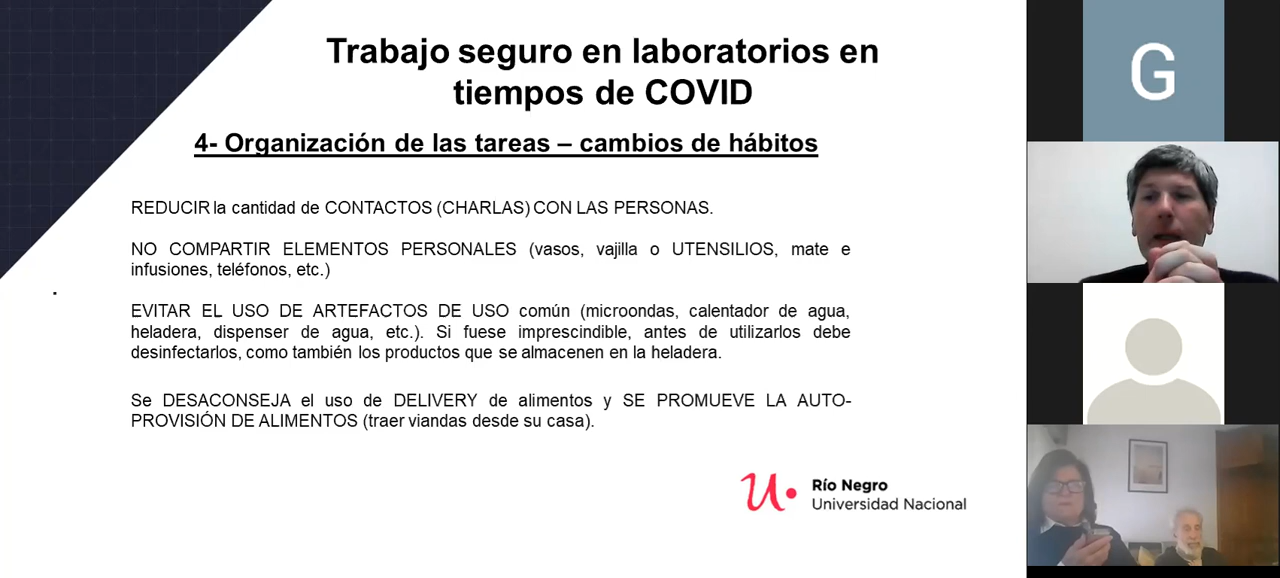 Trabajo seguro en laboratorios en
tiempos de COVID
4- Organización de las tareas – cambios de hábitos
REDUCIR la cantidad de CONTACTOS (CHARLAS) CON LAS PERSONAS.
NO COMPARTIR ELEMENTOS PERSONALES (vasos, vajilla o UTENSILIOS, mate e
infusiones, teléfonos, etc.)
.
EVITAR EL USO DE ARTEFACTOS DE USO común (microondas, calentador de agua,
heladera, dispenser de agua, etc.). Si fuese imprescindible, antes de utilizarlos debe
desinfectarlos, como también los productos que se almacenen en la heladera.
Se DESACONSEJA el uso de DELIVERY de alimentos y SE PROMUEVE LA AUTO-
PROVISIÓN DE ALIMENTOS (traer viandas desde su casa).
Río Negro
Universidad Nacional
G